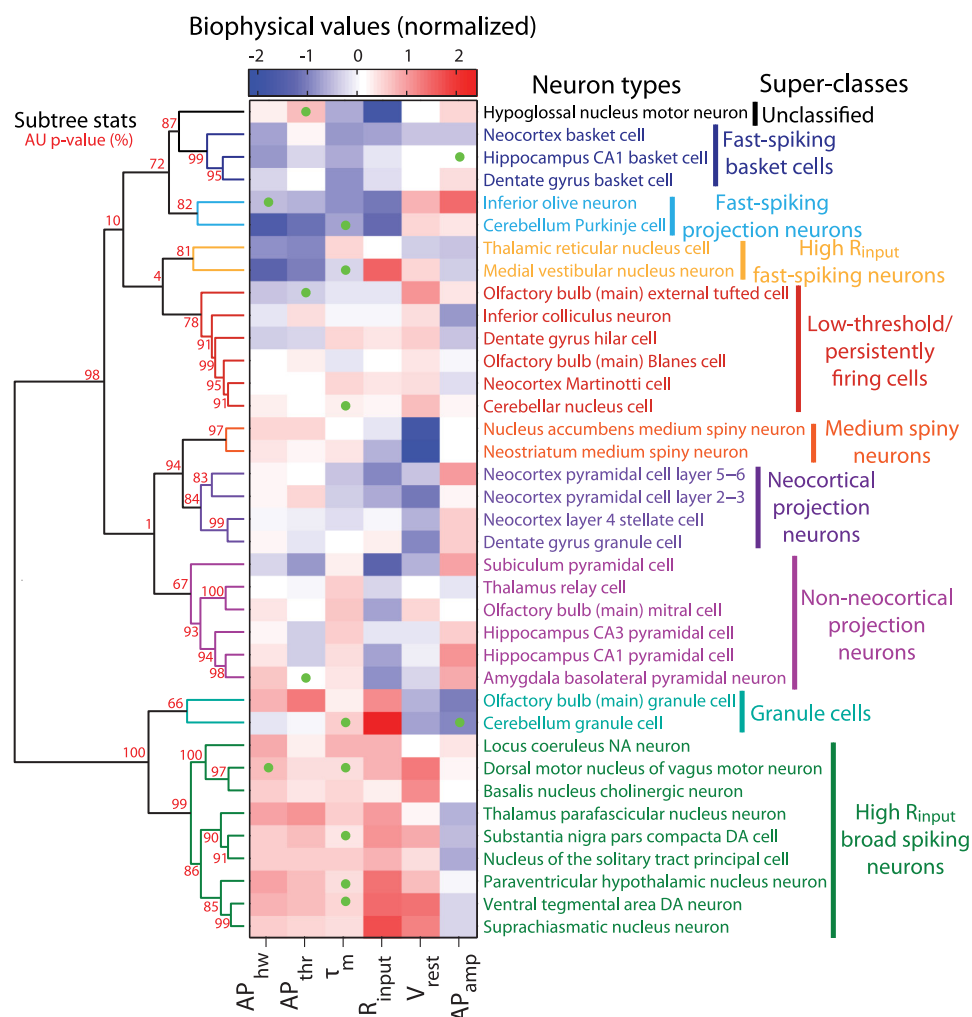 Biophysical values (normalized)
-2 -1 0 1 2
Neuron types
Super-classes
Subtree stats
AU p-value (%)
87
99
95
72
82
10
81
4
78
91
99
95
91
98
97
94
83
84
99
1
67
100
93
94
98
66
100
100
97
99
90
91
86
85
99
Hypoglossal nucleus motor neuron
Neocortex basket cell
Hippocampus CA1 basket cell
Dentate gyrus basket cell
Inferior olive neuron
Cerebellum Purkinje cell
Thalamic reticular nucleus cell
Medial vestibular nucleus neuron
Olfactory bulb (main) external tufted cell
Inferior colliculus neuron
Dentate gyrus hilar cell
Olfactory bulb (main) Blanes cell
Neocortex Martinotti cell
Cerebellar nucleus cell
Nucleus accumbens medium spiny neuron
Neostriatum medium spiny neuron
Neocortex pyramidal cell layer 5–6
Neocortex pyramidal cell layer 2–3
Neocortex layer 4 stellate cell
Dentate gyrus granule cell
Subiculum pyramidal cell
Thalamus relay cell
Olfactory bulb (main) mitral cell
Hippocampus CA3 pyramidal cell
Hippocampus CA1 pyramidal cell
Amygdala basolateral pyramidal neuron
Olfactory bulb (main) granule cell
Cerebellum granule cell
Locus coeruleus NA neuron
Dorsal motor nucleus of vagus motor neuron
Basalis nucleus cholinergic neuron
Thalamus parafascicular nucleus neuron
Substantia nigra pars compacta DA cell
Nucleus of the solitary tract principal cell
Paraventricular hypothalamic nucleus neuron
Ventral tegmental area DA neuron
Suprachiasmatic nucleus neuron
Unclassified
Fast-spiking
basket cells
Fast-spiking
projection neurons
High Rinput
fast-spiking neurons
Low-threshold/
persistently
firing cells
Medium spiny
neurons
Neocortical
projection
neurons
Non-neocortical
projection
neurons
Granule cells
High Rinput
broad spiking
neurons
APhw
APthr
τm
Rinput
Vrest
APamp